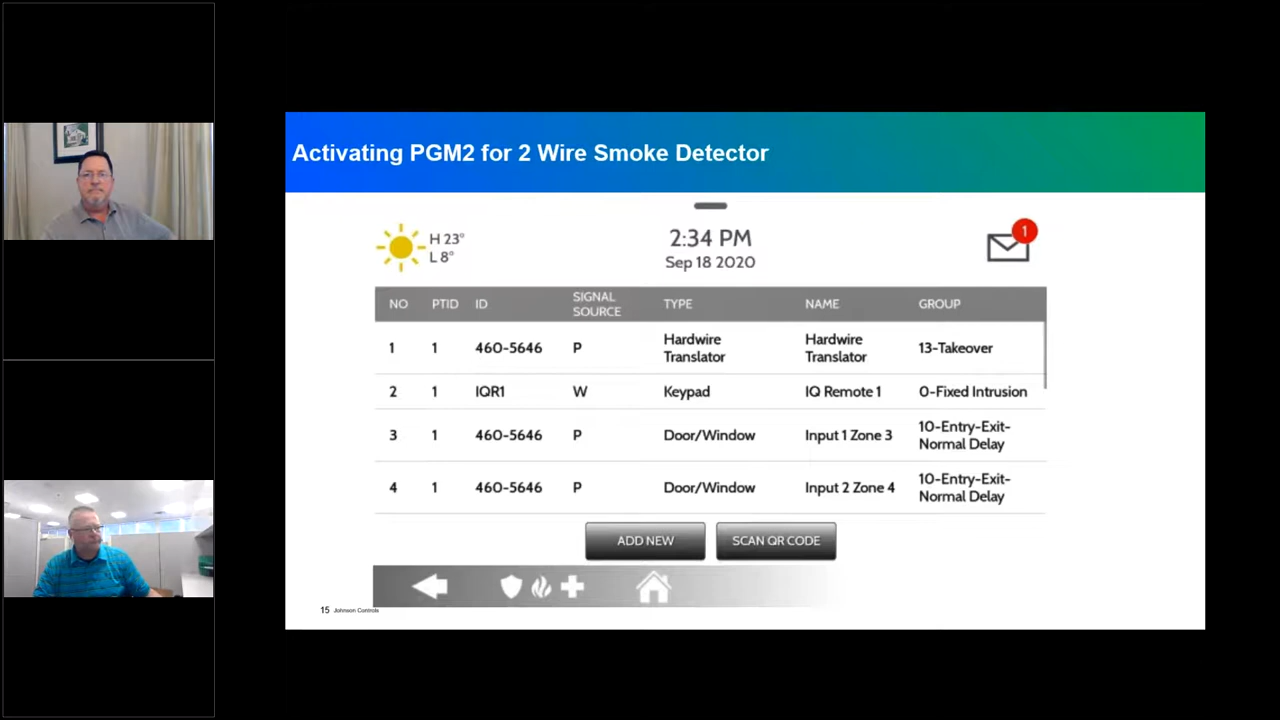 Activating PGM2 for 2 Wire Smoke Detector
H 23°
L 8°
2:34 PM
Sep 18 2020
1
NO PTID ID SIGNAL SOURCE TYPE NAME GROUP
1 1 460-5646 P Hardwire Translator Hardwire Translator 13-Takeover
2 1 IQR1 W Keypad IQ Remote 1 0-Fixed Intrusion
3 1 460-5646 P Door/Window Input 1 Zone 3 10-Entry-Exit-Normal Delay
4 1 460-5646 P Door/Window Input 2 Zone 4 10-Entry-Exit-Normal Delay
ADD NEW SCAN QR CODE
15 Johnson Controls